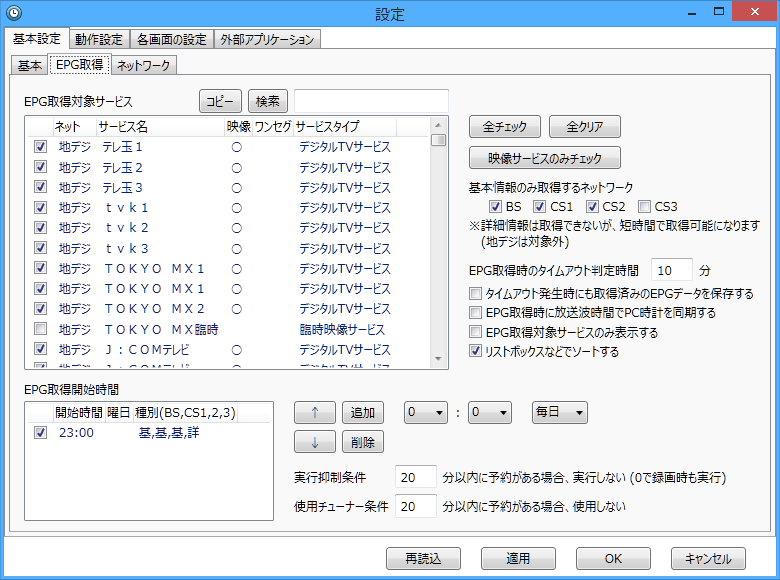 設定
基本設定 動作設定 各画面の設定 外部アプリケーション
基本 EPG取得 ネットワーク
EPG取得対象サービス コピー 検索
ネット サービス名 映像 ワンセグ サービスタイプ
地デジ テレ玉１ ○ デジタルTVサービス
地デジ テレ玉２ ○ デジタルTVサービス
地デジ テレ玉３ ○ デジタルTVサービス
地デジ ｔｖｋ１ ○ デジタルTVサービス
地デジ ｔｖｋ２ ○ デジタルTVサービス
地デジ ｔｖｋ３ ○ デジタルTVサービス
地デジ ＴＯＫＹＯ　ＭＸ１ ○ デジタルTVサービス
地デジ ＴＯＫＹＯ　ＭＸ１ ○ デジタルTVサービス
地デジ ＴＯＫＹＯ　ＭＸ２ ○ デジタルTVサービス
地デジ ＴＯＫＹＯ　ＭＸ臨時 臨時映像サービス
地デジ Ｊ：ＣＯＭテレビ ○ デジタルTVサービス
全チェック 全クリア
映像サービスのみチェック
基本情報のみ取得するネットワーク
BS CS1 CS2 CS3
※詳細情報は取得できないが、短時間で取得可能になります
(地デジは対象外)
EPG取得時のタイムアウト判定時間 10 分
タイムアウト発生時にも取得済みのEPGデータを保存する
EPG取得時に放送波時間でPC時計を同期する
EPG取得対象サービスのみ表示する
リストボックスなどでソートする
EPG取得開始時間
開始時間 曜日 種別(BS,CS1,2,3)
23:00 基,基,基,詳
↑ 追加 0 : 0 毎日
↓ 削除
実行抑制条件 20 分以内に予約がある場合、実行しない (0で録画時も実行)
使用チューナー条件 20 分以内に予約がある場合、使用しない
再読込 適用 OK キャンセル